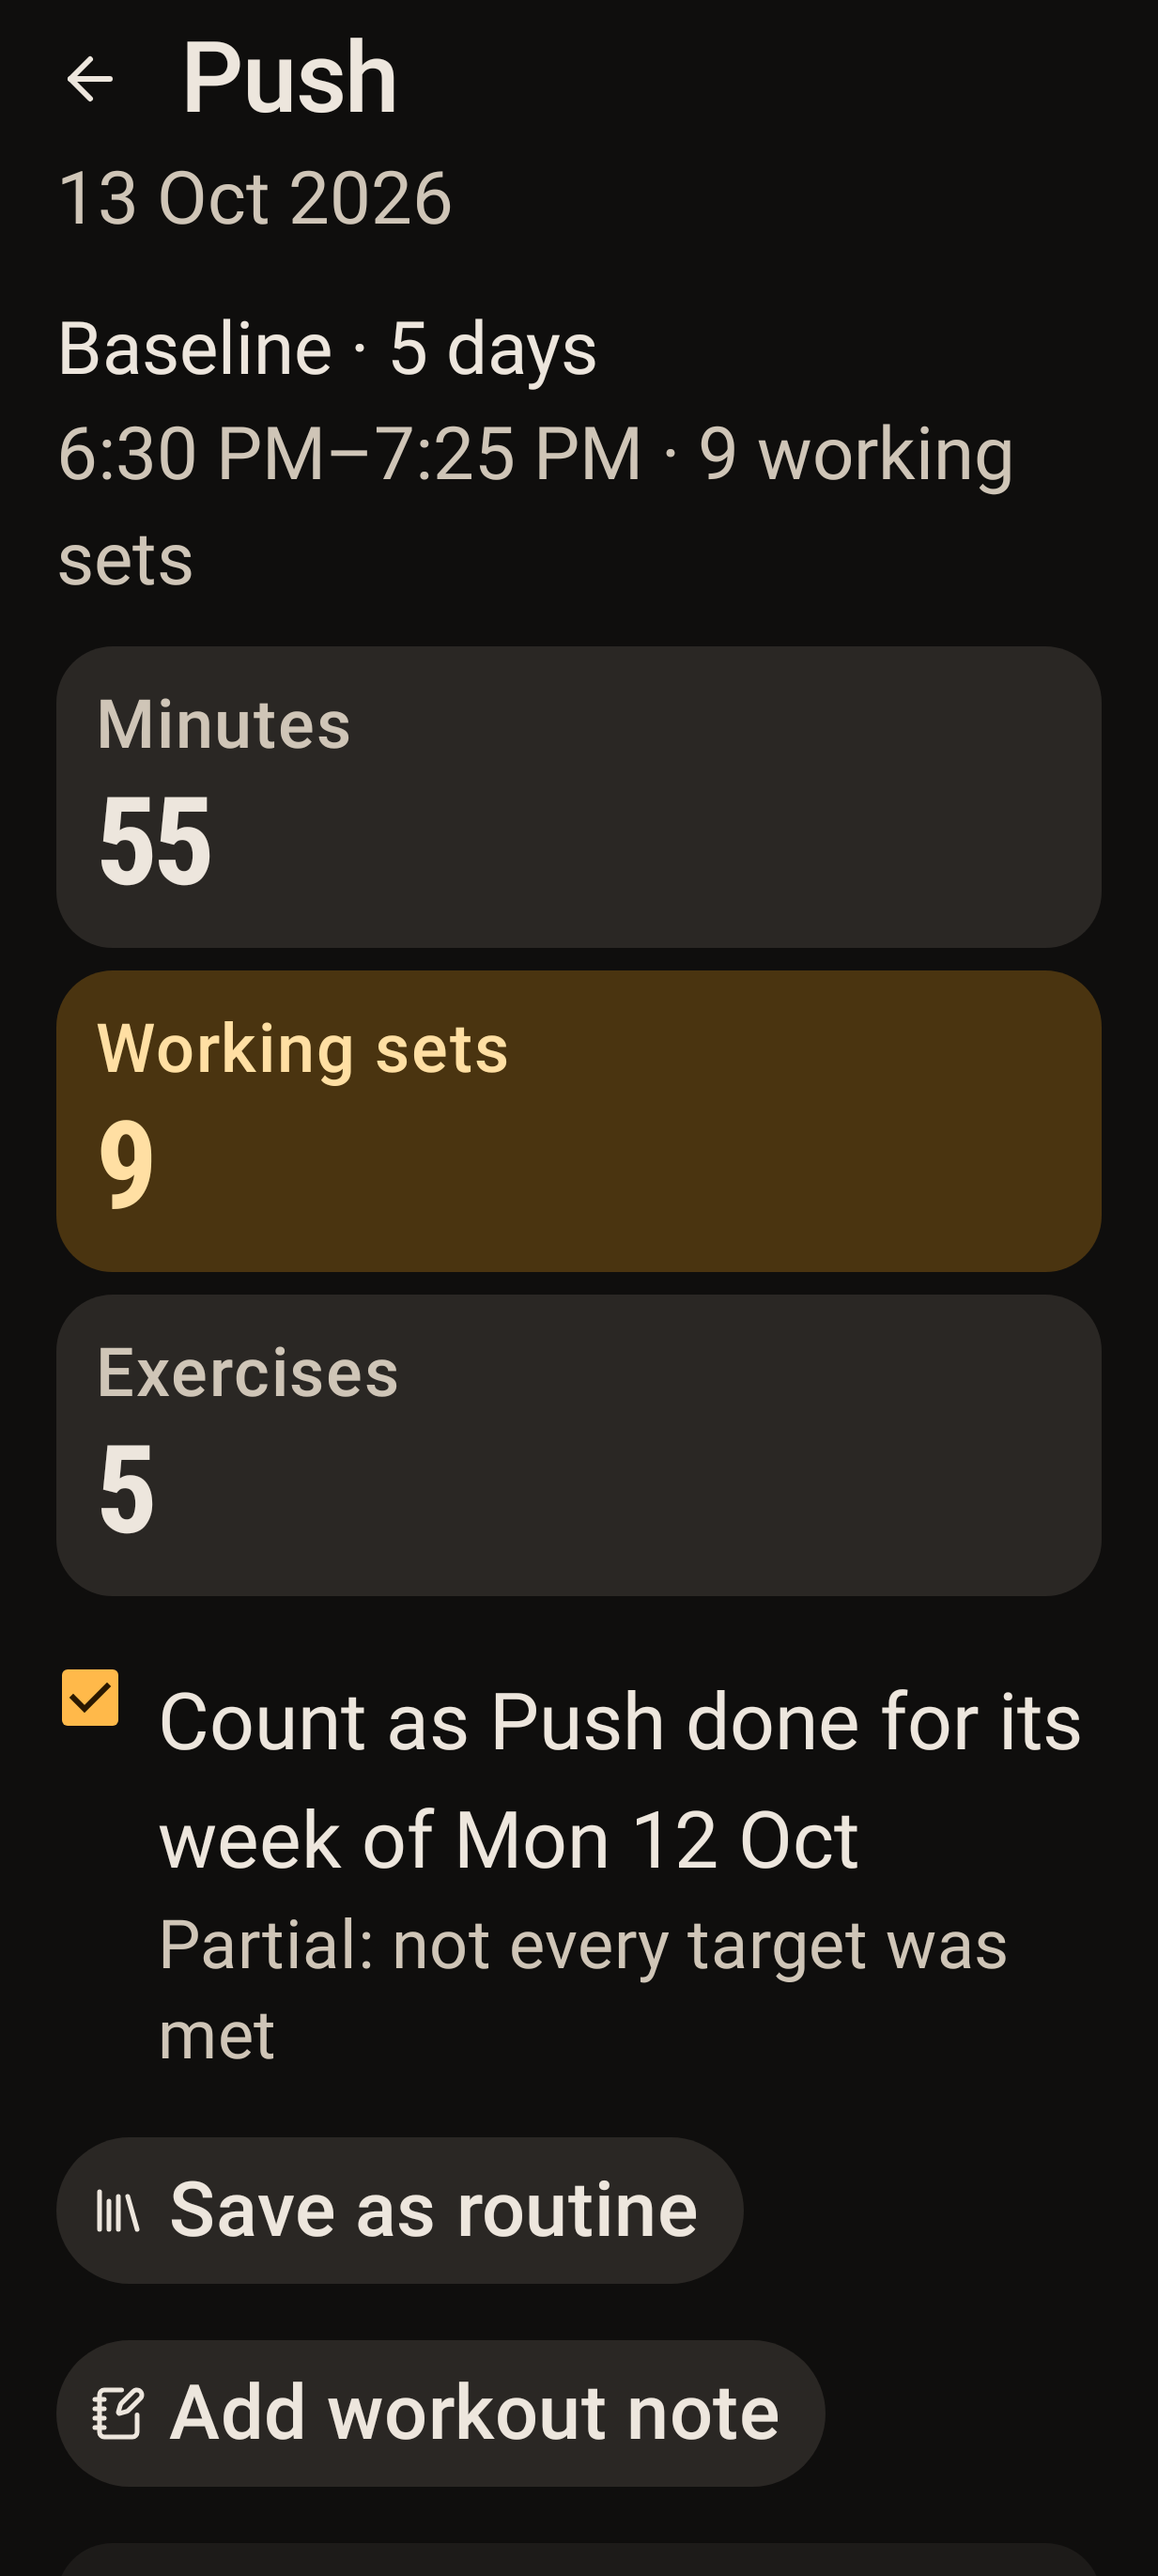 Push
13 Oct 2026
Baseline · 5 days
6:30 PM–7:25 PM · 9 working
sets
Minutes
55
Working sets
9
Exercises
5
Count as Push done for its
week of Mon 12 Oct
Partial: not every target was
met
Save as routine
Add workout note